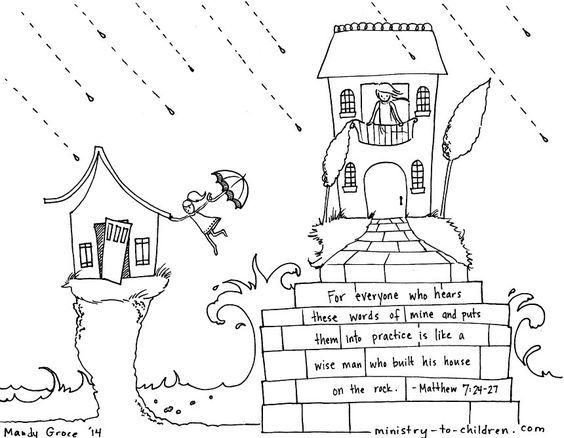 For everyone who hears
these words of mine and puts
them into practice is like a
wise man who built his house
on the rock. -Matthew 7:24-27
Mandy Groce '14
ministry-to-children.com